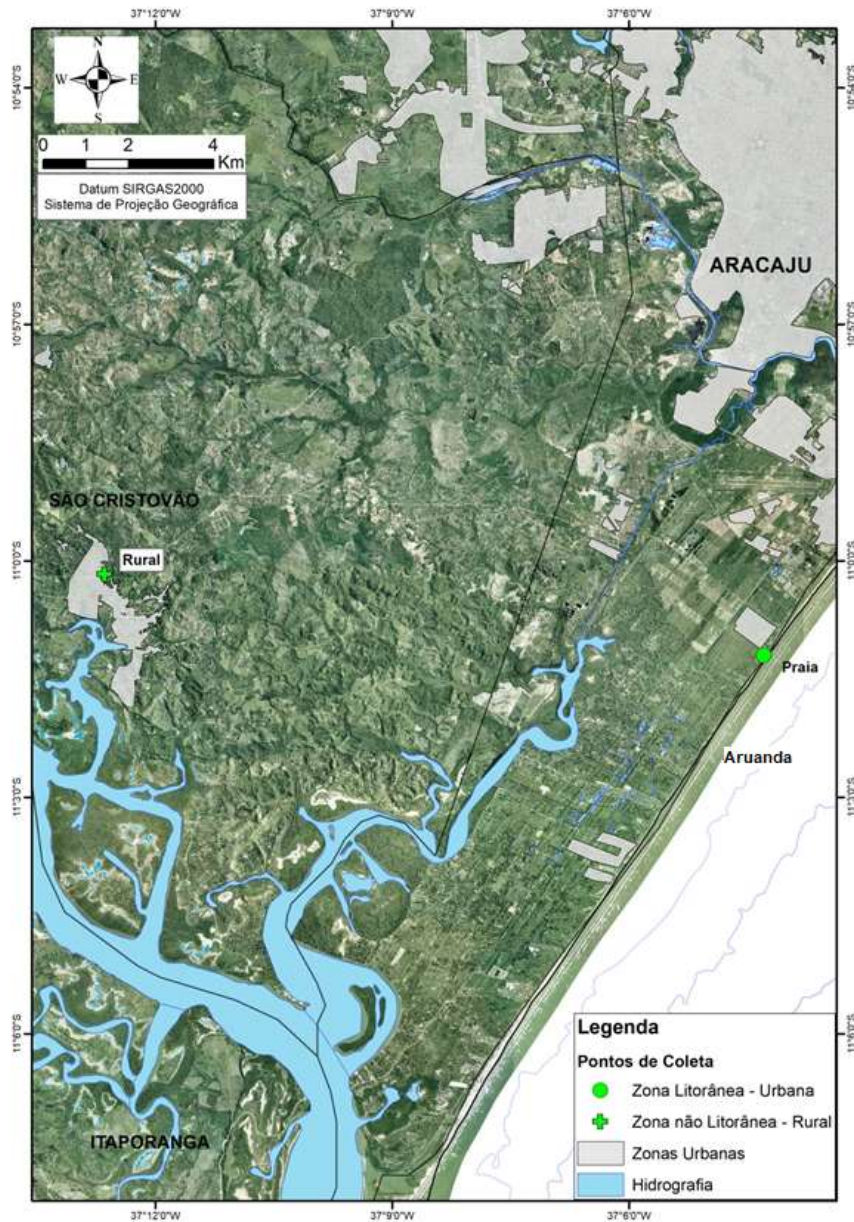 37°12'0"W
37°9'0"W
37°6'0"W
N
W
E
S
10°54'0"S
10°54'0"S
0 1 2 4
Km
Datum SIRGAS2000
Sistema de Projeção Geográfica
ARACAJU
10°57'0"S
10°57'0"S
SÃO CRISTOVÃO
Rural
11°0'0"S
11°0'0"S
Praia
Aruanda
11°3'0"S
11°3'0"S
11°6'0"S
11°6'0"S
ITAPORANGA
Legenda
Pontos de Coleta
Zona Litorânea - Urbana
Zona não Litorânea - Rural
Zonas Urbanas
Hidrografia
37°12'0"W
37°9'0"W
37°6'0"W